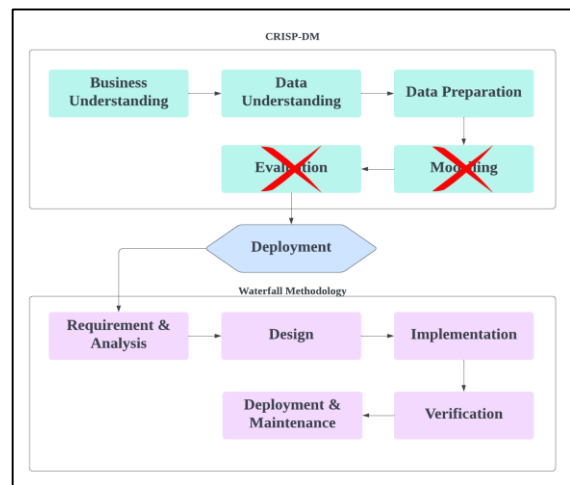 CRISP-DM
Business
Understanding
Data
Understanding
Data Preparation
Evaluation
Modelling
Deployment
Waterfall Methodology
Requirement &
Analysis
Design
Implementation
Deployment &
Maintenance
Verification